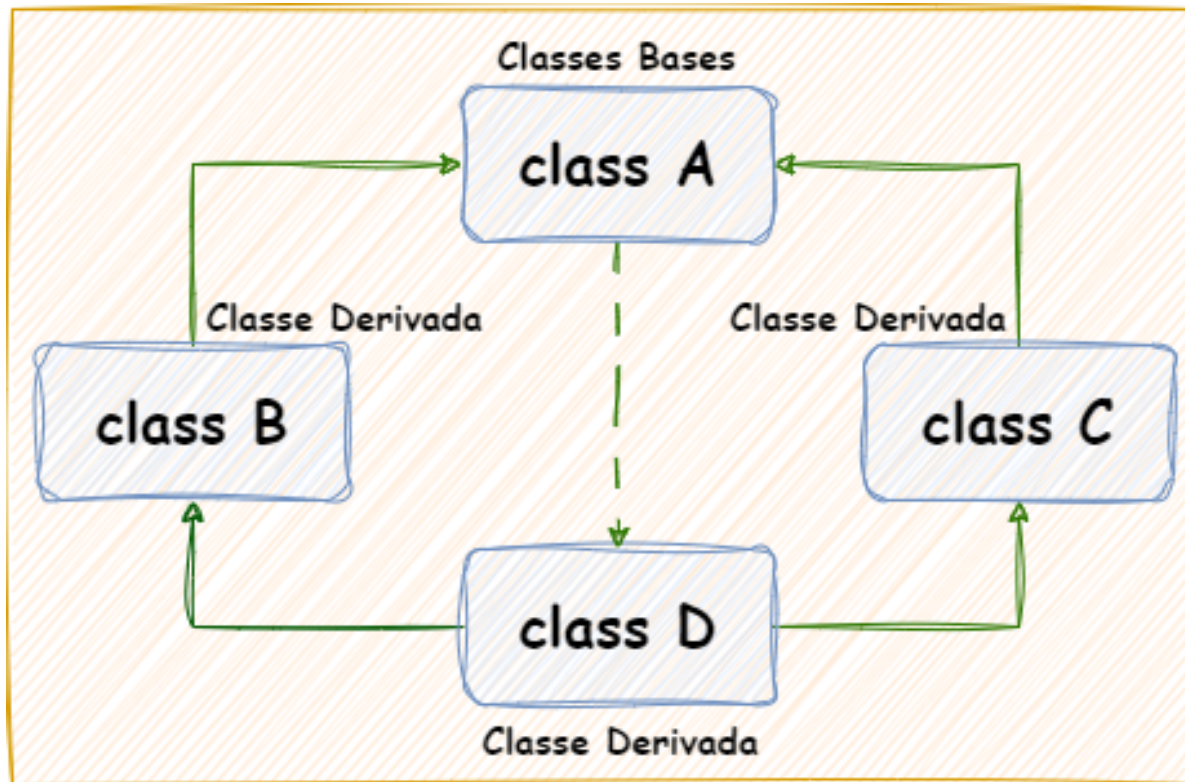 Classes Bases
class A
Classe Derivada
Classe Derivada
class B
class C
class D
Classe Derivada